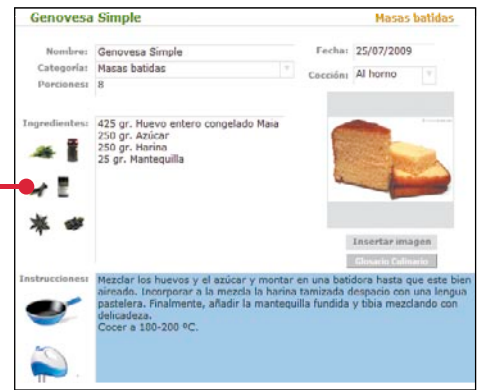 Genovesa Simple
Masas batidas
Nombre: Genovesa Simple
Fecha: 25/07/2009
Categoría: Masas batidas
Cocción: Al horno
Porciones: 8
Ingredientes: 425 gr. Huevo entero congelado Maia
250 gr. Azúcar
250 gr. Harina
25 gr. Mantequilla
Insertar imagen
Glosario Culinario
Instrucciones: Mezclar los huevos y el azúcar y montar en una batidora hasta que este bien
aireado. Incorporar a la mezcla la harina tamizada despacio con una lengua
pastelera. Finalmente, añadir la mantequilla fundida y tibia mezclando con
delicadeza.
Cocer a 180-200 ºC.